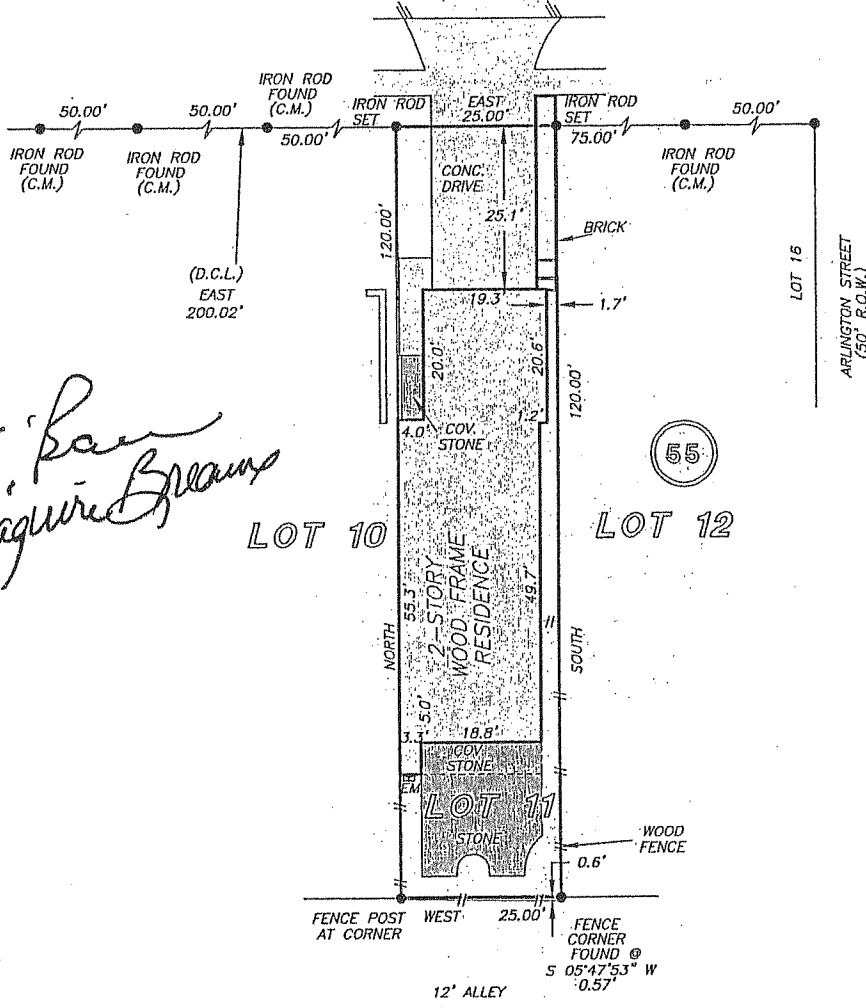 IRON ROD
FOUND
(C.M.)
50.00'
50.00'
50.00'
IRON ROD
SET
EAST
25.00'
IRON ROD
SET
75.00'
50.00'
IRON ROD
FOUND
(C.M.)
IRON ROD
FOUND
(C.M.)
IRON ROD
FOUND
(C.M.)
CONC.
DRIVE
25.1'
120.00'
BRICK
(D.C.L.)
EAST
200.02'
LOT 16
ARLINGTON STREET
(50' R.O.W.)
19.3'
1.7'
20.0'
20.6'
120.00'
4.0'
COV.
STONE
1.2'
55
LOT 10
LOT 12
2-STORY
WOOD FRAME
RESIDENCE
55.3'
49.7'
NORTH
SOUTH
5.0'
3.3'
18.8'
COV.
STONE
EM
LOT 11
STONE
WOOD
FENCE
0.6'
FENCE POST
AT CORNER
WEST
25.00'
FENCE
CORNER
FOUND @
S 05°47'53" W
0.57'
12' ALLEY